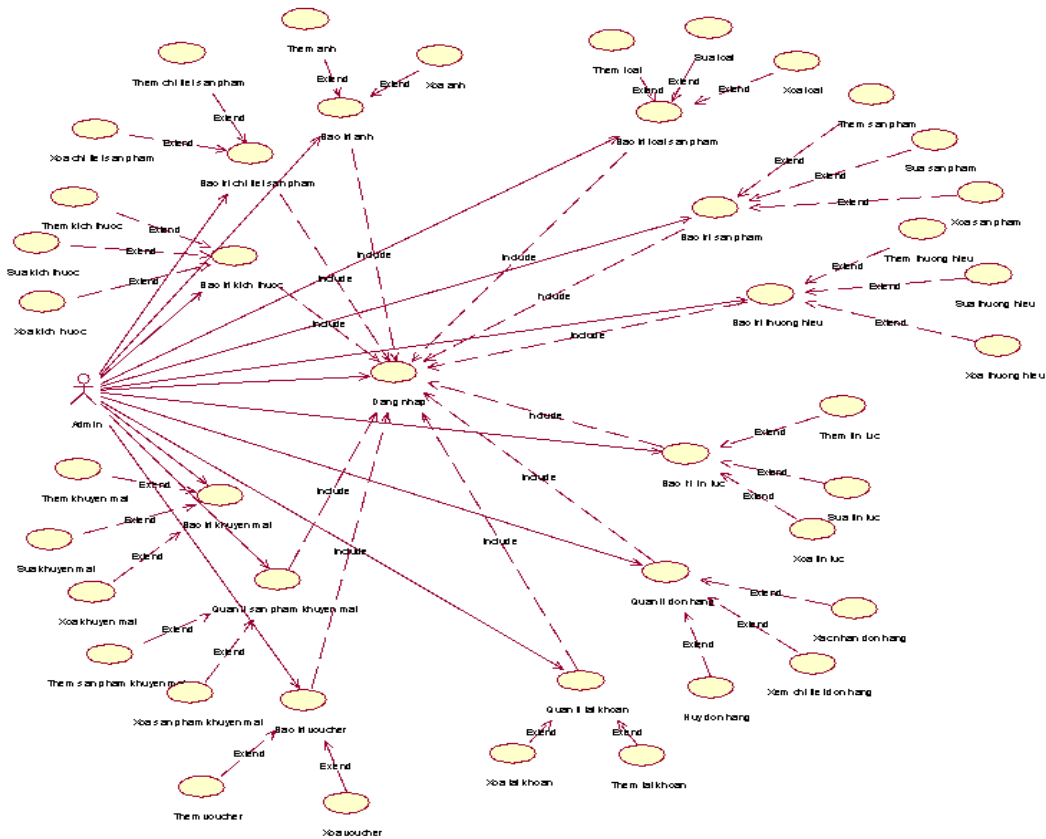 Them anh
Sua loai
Them loai
Extend
Extend
Xoa anh
Extend
Extend
Extend
Xoa loai
Them chi tiet san pham
Extend
Bao tri anh
Bao tri loai san pham
Them san pham
Xoa chi tiet san pham
Extend
Extend
Sua san pham
Bao tri chi tiet san pham
Extend
Them kich thuoc
Extend
Xoa san pham
Extend
Bao tri san pham
Sua kich thuoc
Extend
Include
Include
Them thuong hieu
Extend
Extend
Bao tri kich thuoc
Include
Include
Extend
Sua thuong hieu
Xoa kich thuoc
Include
Bao tri thuong hieu
Include
Extend
Xoa thuong hieu
Dang nhap
Admin
Include
Extend
Them tin tuc
Include
Extend
Bao tri tin tuc
Them khuyen mai
Extend
Include
Extend
Sua tin tuc
Extend
Bao tri khuyen mai
Sua khuyen mai
Extend
Include
Include
Xoa tin tuc
Xoa khuyen mai
Quan li san pham khuyen mai
Quan li don hang
Extend
Extend
Extend
Extend
Extend
Xac nhan don hang
Them san pham khuyen mai
Xoa san pham khuyen mai
Huy don hang
Xem chi tiet don hang
Bao tri voucher
Quan li tai khoan
Extend
Extend
Extend
Extend
Xoa tai khoan
Them tai khoan
Them voucher
Xoa voucher